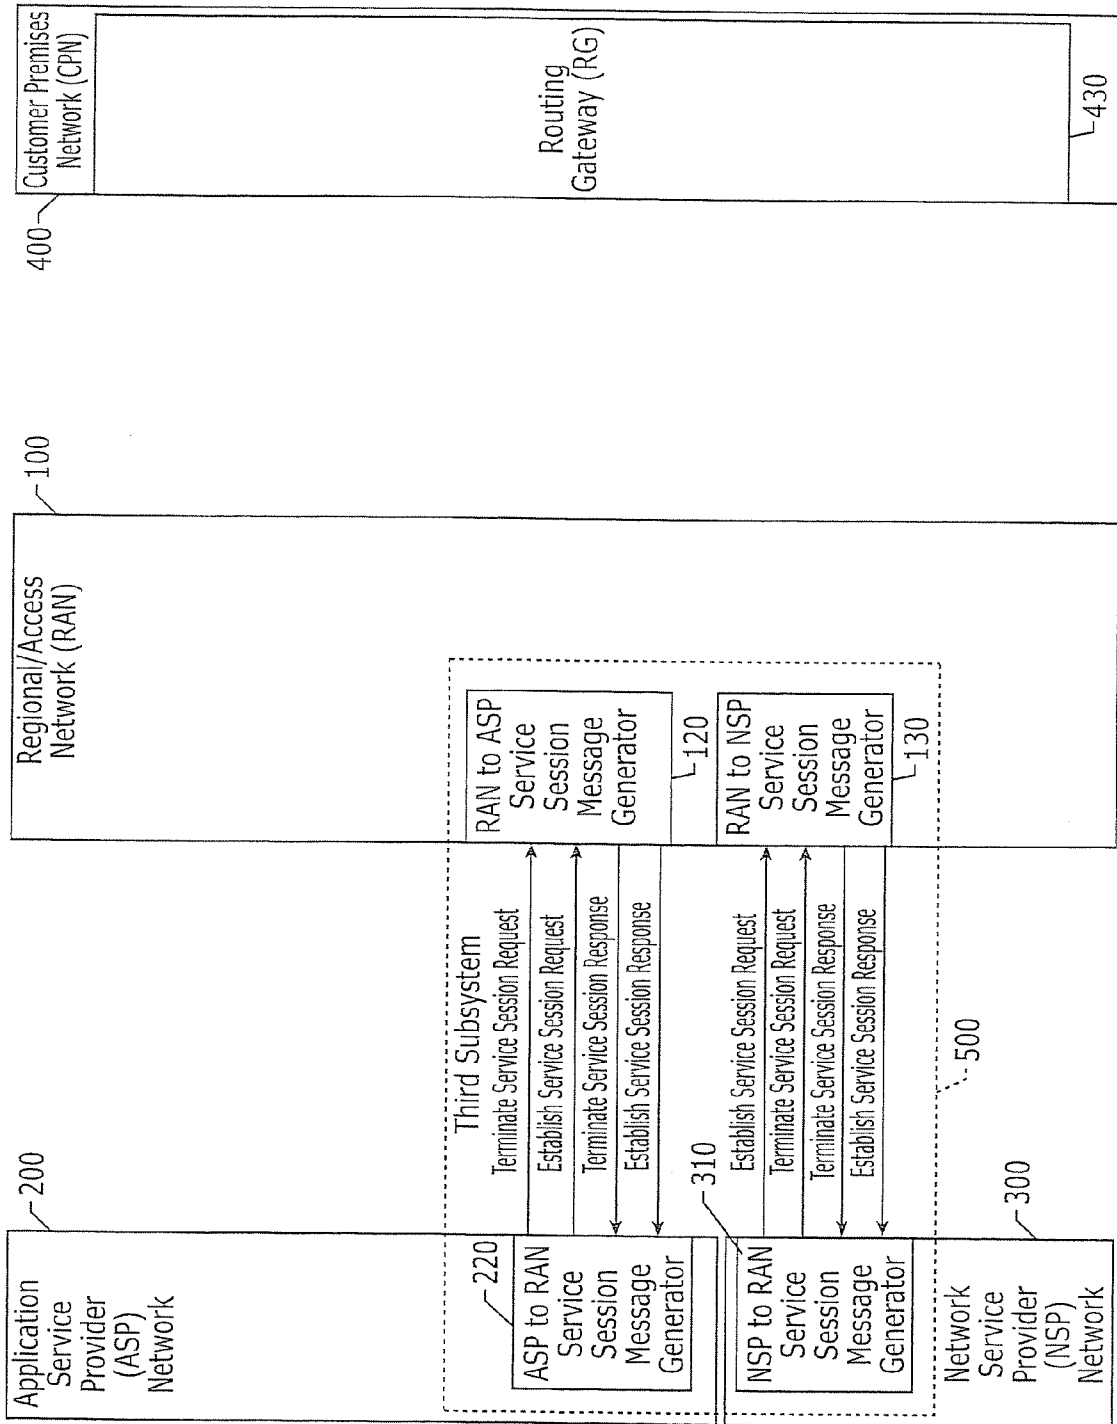 Application
Service
Provider
(ASP)
Network
200
Regional/Access
Network (RAN)
100
Customer Premises
Network (CPN)
400
Routing
Gateway (RG)
430
Third Subsystem
220
ASP to RAN
Service
Session
Message
Generator
Terminate Service Session Request
Establish Service Session Request
Terminate Service Session Response
Establish Service Session Response
RAN to ASP
Service
Session
Message
Generator
120
310
NSP to RAN
Service
Session
Message
Generator
Establish Service Session Request
Terminate Service Session Request
Terminate Service Session Response
Establish Service Session Response
RAN to NSP
Service
Session
Message
Generator
130
500
Network
Service
Provider
(NSP)
Network
300